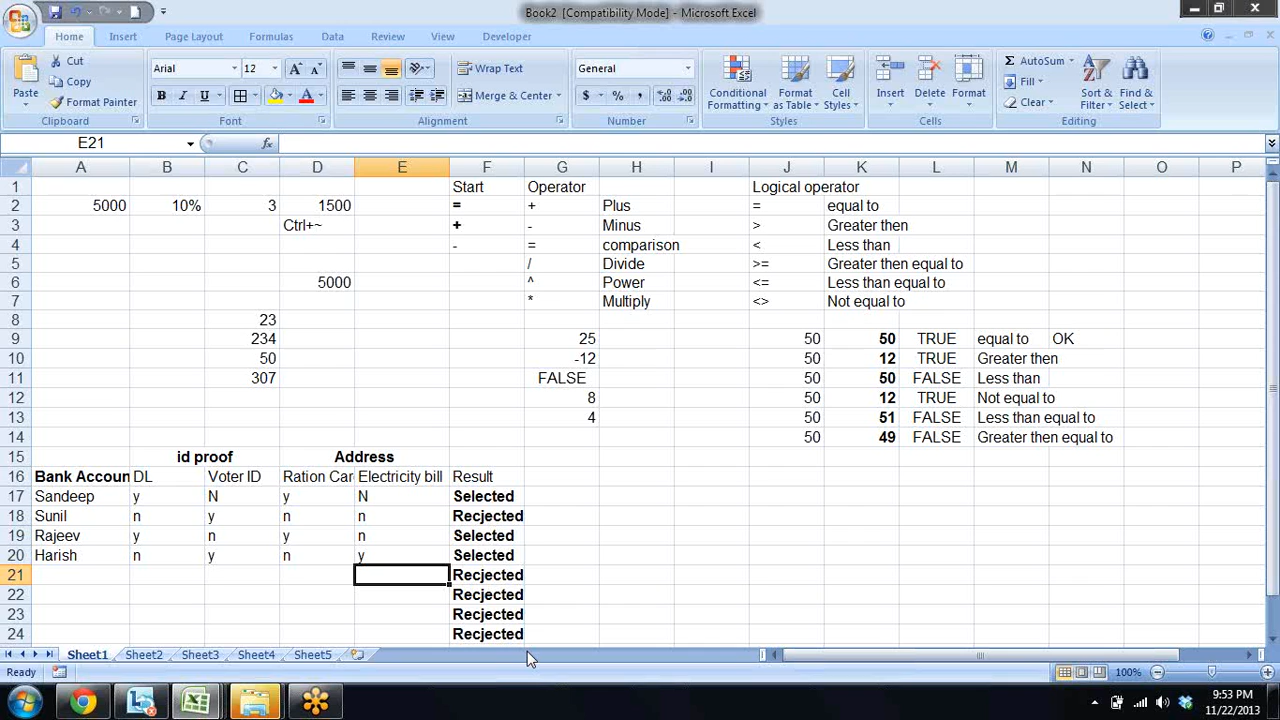 Book2 [Compatibility Mode] - Microsoft Excel
Home Insert Page Layout Formulas Data Review View Developer
Paste Cut Copy Format Painter Clipboard
Arial 12 B I U A A A Font
Wrap Text Merge & Center Alignment
General $ % , Number
Conditional Formatting Format as Table Cell Styles Styles
Insert Delete Format Cells
Σ AutoSum Fill Clear Sort & Filter Find & Select Editing
E21 fx
A B C D E F G H I J K L M N O P
1 Start Operator Logical operator
2 5000 10% 3 1500 = + Plus = equal to
3 Ctrl+~ + - Minus > Greater then
4 - = comparison < Less than
5 / Divide >= Greater then equal to
6 5000 ^ Power <= Less than equal to
7 * Multiply <> Not equal to
8 23
9 234 25 50 50 TRUE equal to OK
10 50 -12 50 12 TRUE Greater then
11 307 FALSE 50 50 FALSE Less than
12 8 50 12 TRUE Not equal to
13 4 50 51 FALSE Less than equal to
14 50 49 FALSE Greater then equal to
15 id proof Address
16 Bank Accoun DL Voter ID Ration Car Electricity bill Result
17 Sandeep y N y N Selected
18 Sunil n y n n Recjected
19 Rajeev y n y n Selected
20 Harish n y n y Selected
21 Recjected
22 Recjected
23 Recjected
24 Recjected
Sheet1 Sheet2 Sheet3 Sheet4 Sheet5
Ready 100%
9:53 PM
11/22/2013